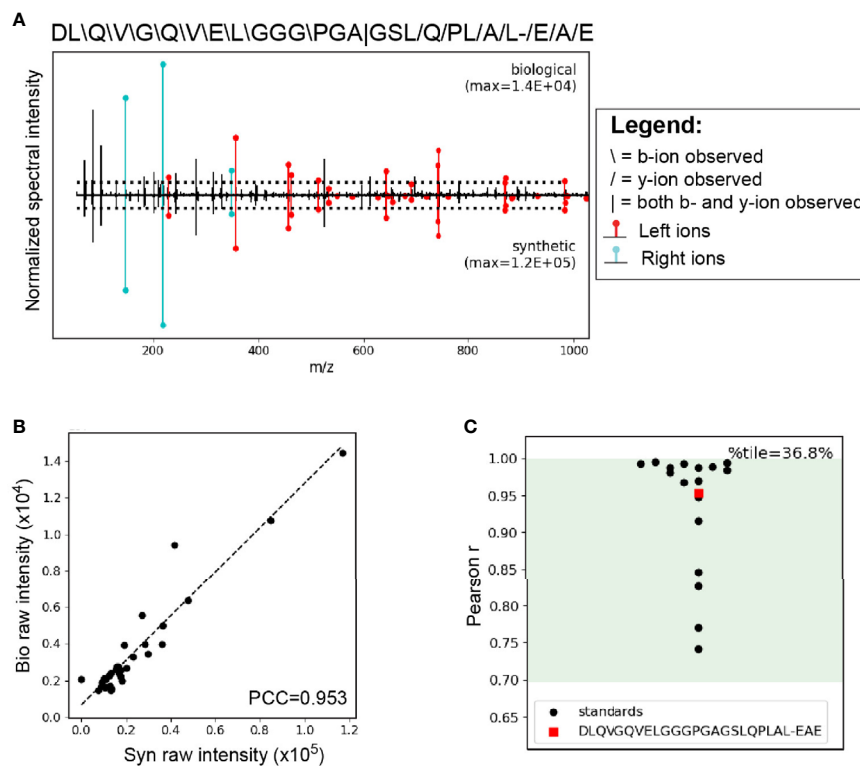 A
DL\Q\V\G\Q\V\E\L\GGG\PGA|GSL/Q/PL/A/L-/E/A/E
Normalized spectral intensity
biological
(max=1.4E+04)
synthetic
(max=1.2E+05)
200 400 600 800 1000
m/z
Legend:
\ = b-ion observed
/ = y-ion observed
| = both b- and y-ion observed
Left ions
Right ions
B
Bio raw intensity (x10⁴)
1.4
1.2
1.0
0.8
0.6
0.4
0.2
0.0
PCC=0.953
0.0 0.2 0.4 0.6 0.8 1.0 1.2
Syn raw intensity (x10⁵)
C
Pearson r
%tile=36.8%
1.00
0.95
0.90
0.85
0.80
0.75
0.70
0.65
standards
DLQVGQVELGGGPGAGSLQPLAL-EAE